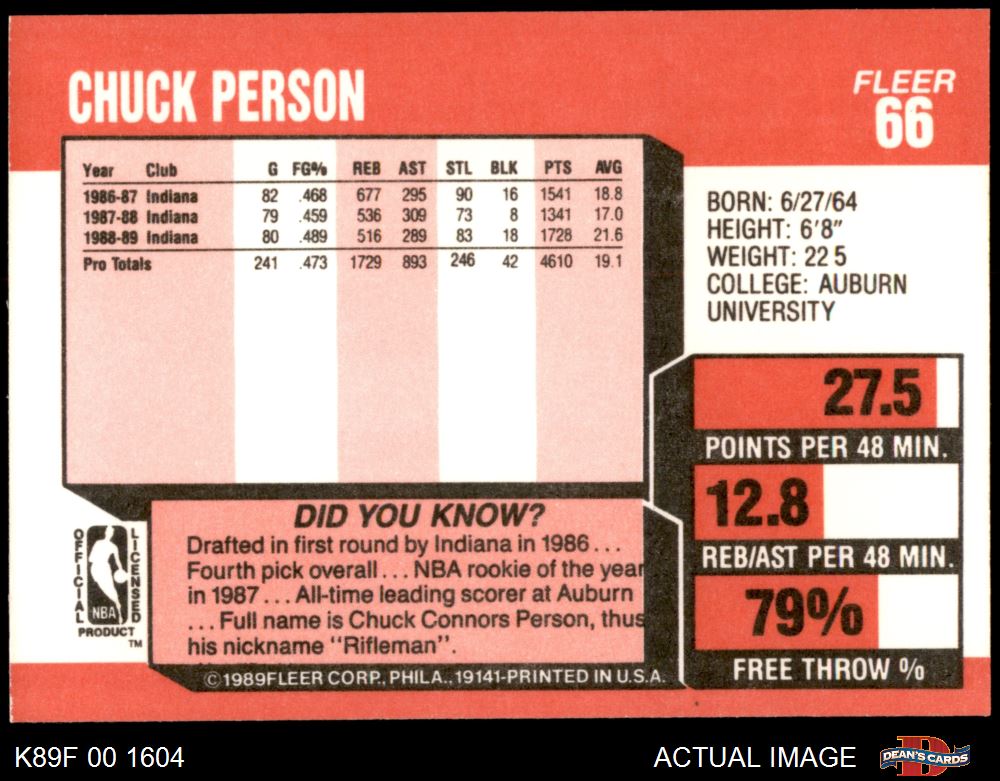 CHUCK PERSON
FLEER
66
Year Club G FG% REB AST STL BLK PTS AVG
1986-87 Indiana 82 .468 677 295 90 16 1541 18.8
1987-88 Indiana 79 .459 536 309 73 8 1341 17.0
1988-89 Indiana 80 .489 516 289 83 18 1728 21.6
Pro Totals 241 .473 1729 893 246 42 4610 19.1
BORN: 6/27/64
HEIGHT: 6'8"
WEIGHT: 22 5
COLLEGE: AUBURN
UNIVERSITY
27.5
POINTS PER 48 MIN.
12.8
REB/AST PER 48 MIN.
79%
FREE THROW %
DID YOU KNOW?
Drafted in first round by Indiana in 1986 . . .
Fourth pick overall . . . NBA rookie of the year
in 1987 . . . All-time leading scorer at Auburn
. . . Full name is Chuck Connors Person, thus
his nickname "Rifleman".
OFFICIAL
LICENSED
NBA
PRODUCT
TM
©1989 FLEER CORP., PHILA., 19141-PRINTED IN U.S.A.
K89F 00 1604
ACTUAL IMAGE
D
DEAN'S CARDS